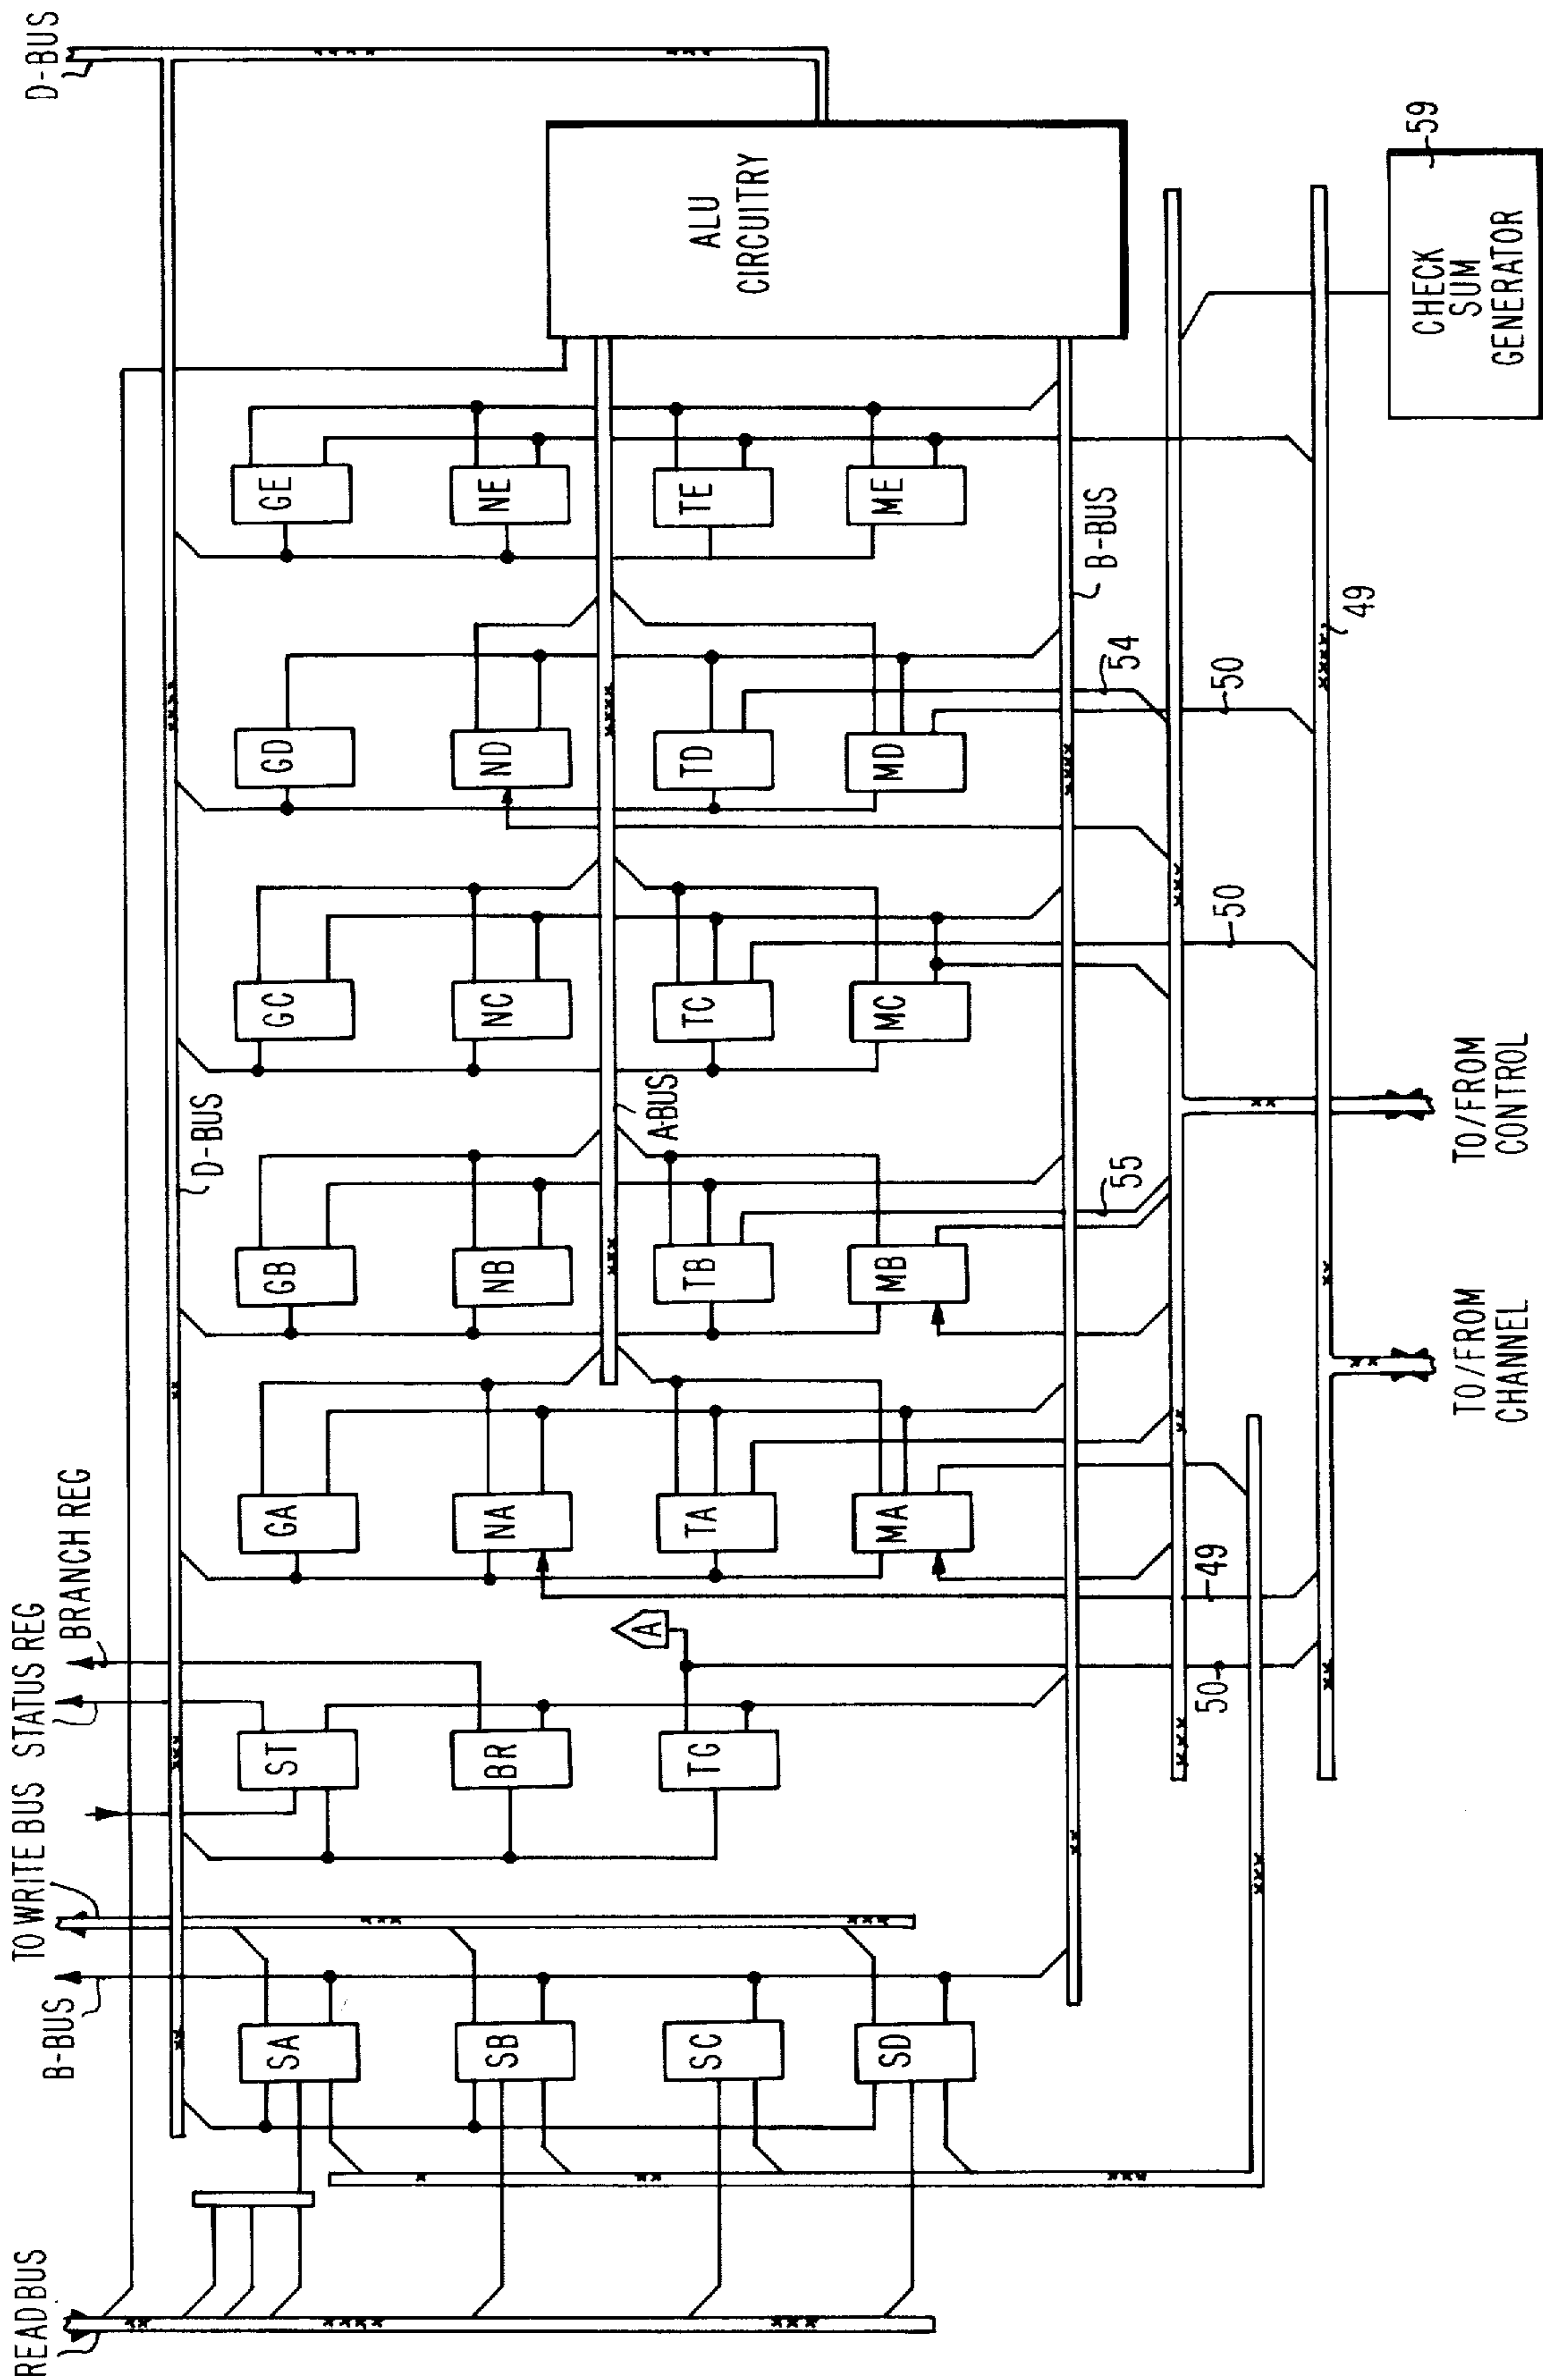 READ BUS
B-BUS
TO WRITE BUS
STATUS REG
BRANCH REG
D-BUS
D-BUS
SA
SB
SC
SD
ST
BR
TG
A
GA
NA
TA
MA
GB
NB
TB
MB
GC
NC
TC
MC
GD
ND
TD
MD
GE
NE
TE
ME
A-BUS
B-BUS
ALU
CIRCUITRY
50
49
55
50
54
50
49
59
CHECK
SUM
GENERATOR
TO/FROM
CHANNEL
TO/FROM
CONTROL